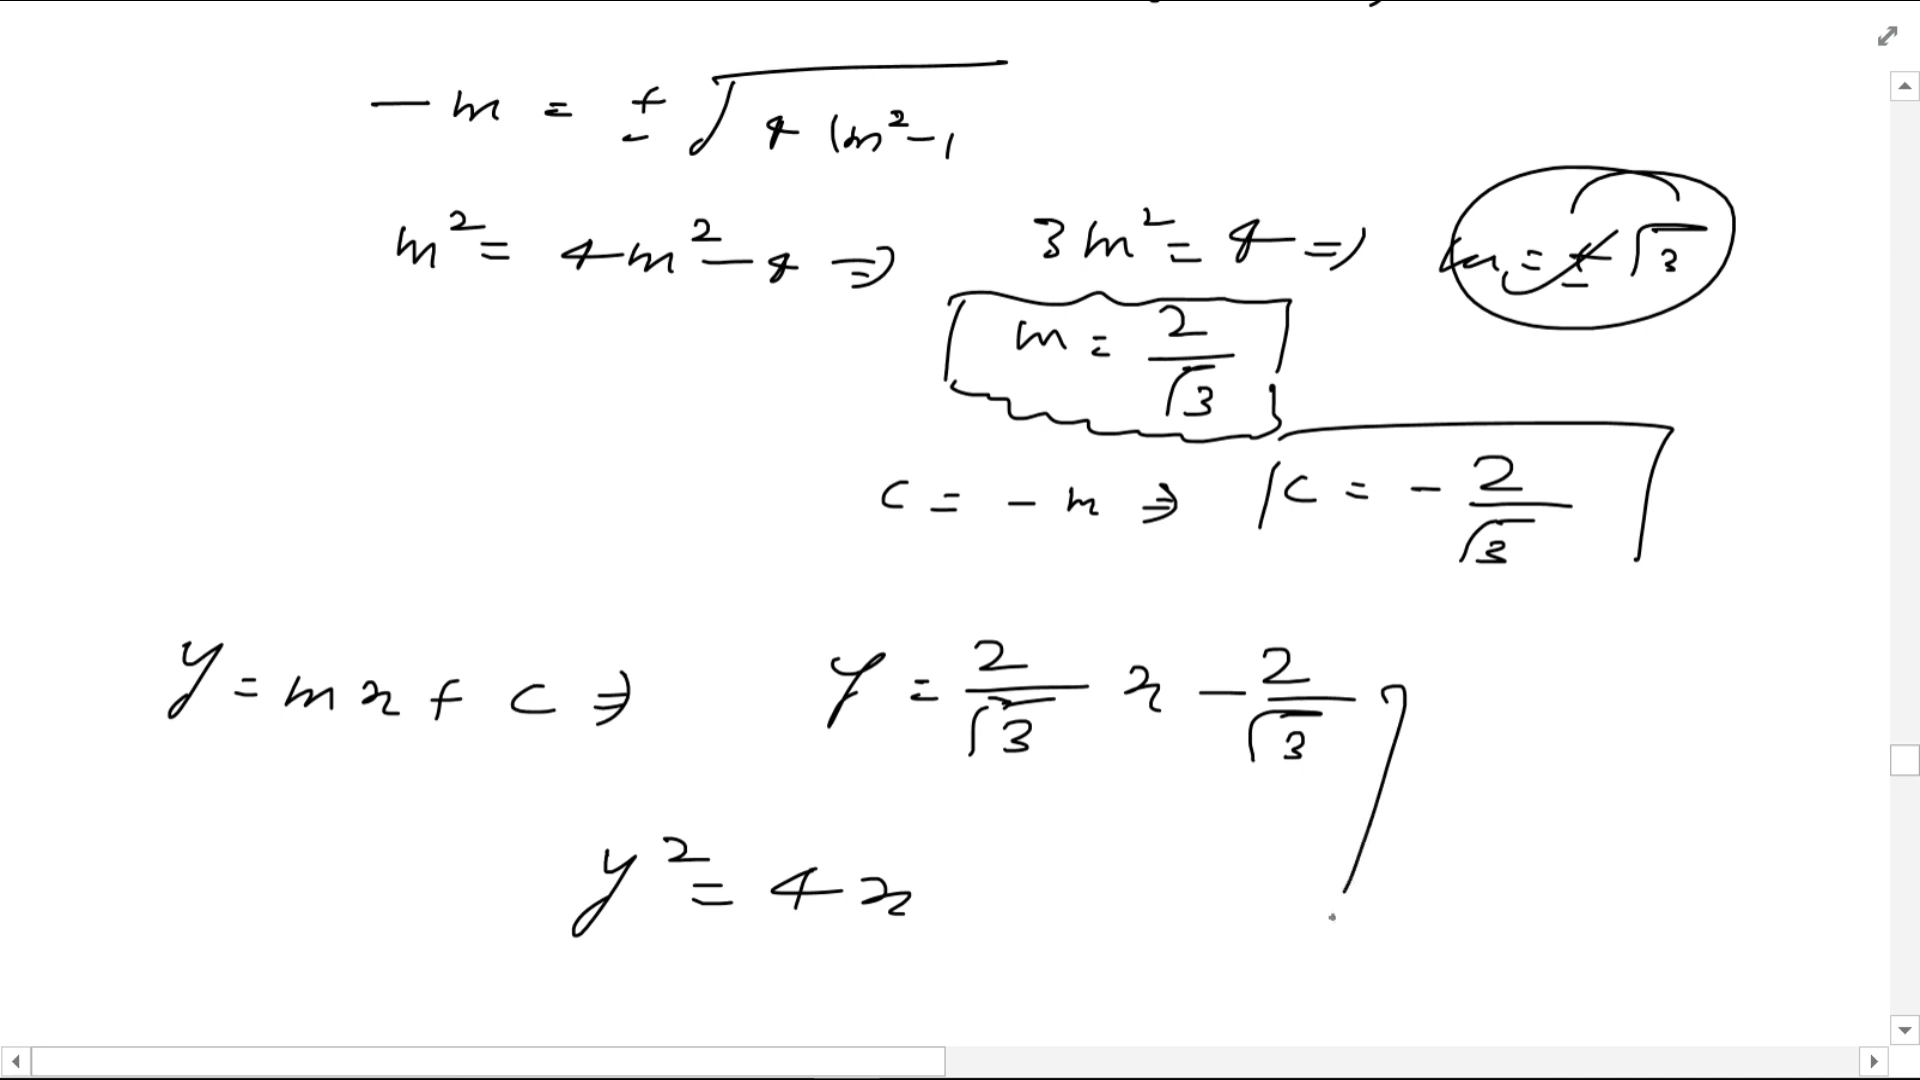 − m = ± √4 (m² − 1
m² = 4m² − 4 ⇒ 3m² = 4 ⇒ m = ± √3
m = 2/√3
c = − m ⇒ c = − 2/√3
y = mx + c ⇒ y = 2/√3 x − 2/√3
y² = 4x